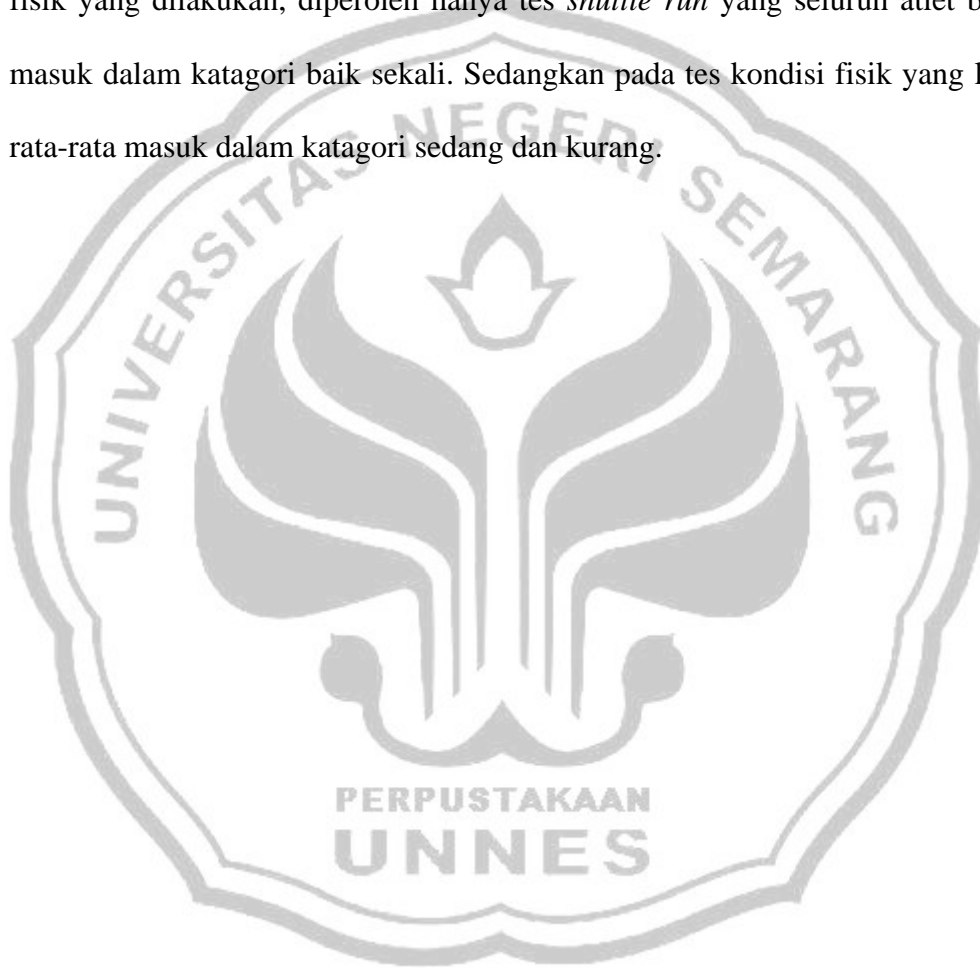 fisik yang dilakukan, diperoleh hanya tes shuttle run yang seluruh atlet
masuk dalam katagori baik sekali. Sedangkan pada tes kondisi fisik yang
rata-rata masuk dalam katagori sedang dan kurang.
UNIVERSITAS NEGERI SEMARANG
PERPUSTAKAAN
UNNES